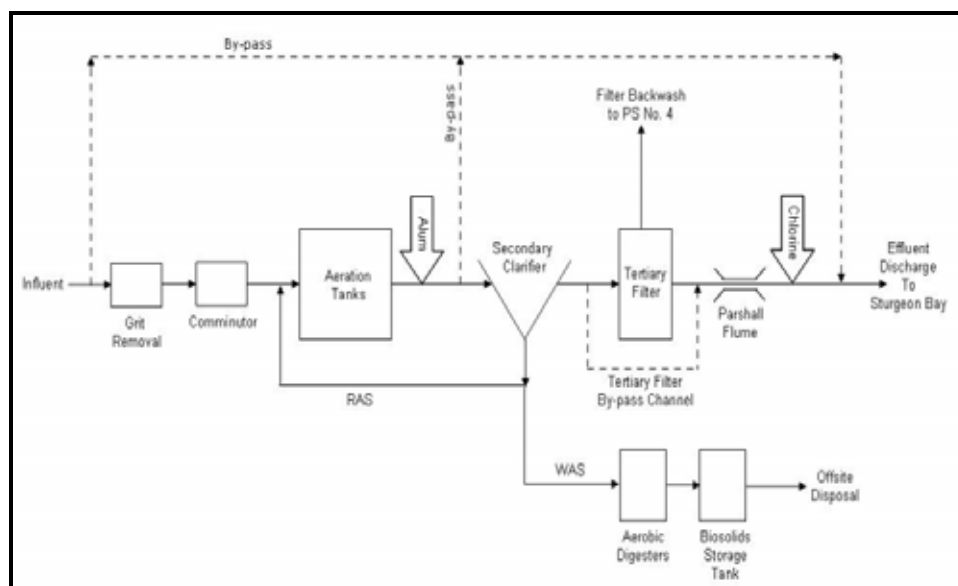 By-pass
By-pass
Filter Backwash
to PS No. 4
Alum
Chlorine
Secondary
Clarifier
Influent
Aeration
Tanks
Tertiary
Filter
Effluent
Discharge
To
Sturgeon Bay
Grit
Removal
Comminutor
Parshall
Flume
Tertiary Filter
By-pass Channel
RAS
WAS
Offsite
Disposal
Aerobic
Digesters
Biosolids
Storage
Tank